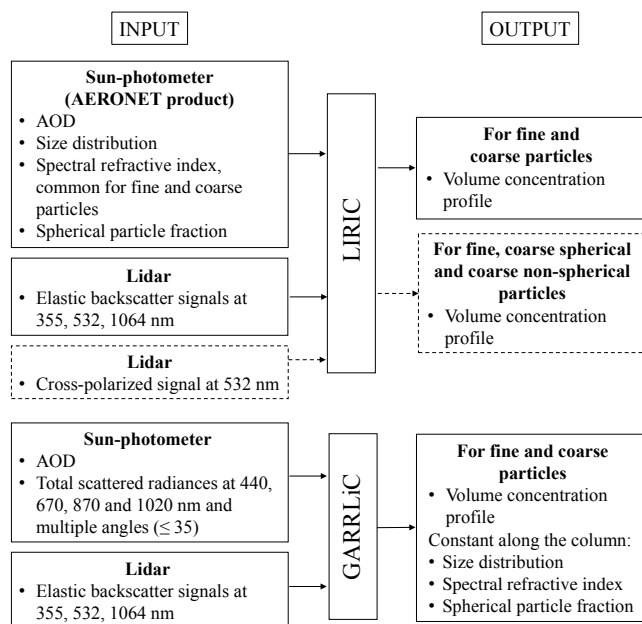 INPUT
OUTPUT
Sun-photometer
(AERONET product)
• AOD
• Size distribution
• Spectral refractive index,
common for fine and coarse
particles
• Spherical particle fraction
Lidar
• Elastic backscatter signals at
355, 532, 1064 nm
Lidar
• Cross-polarized signal at 532 nm
LIRIC
For fine and
coarse particles
• Volume concentration
profile
For fine, coarse spherical
and coarse non-spherical
particles
• Volume concentration
profile
Sun-photometer
• AOD
• Total scattered radiances at 440,
670, 870 and 1020 nm and
multiple angles (≤ 35)
Lidar
• Elastic backscatter signals at
355, 532, 1064 nm
GARRLiC
For fine and coarse
particles
• Volume concentration
profile
Constant along the column:
• Size distribution
• Spectral refractive index
• Spherical particle fraction